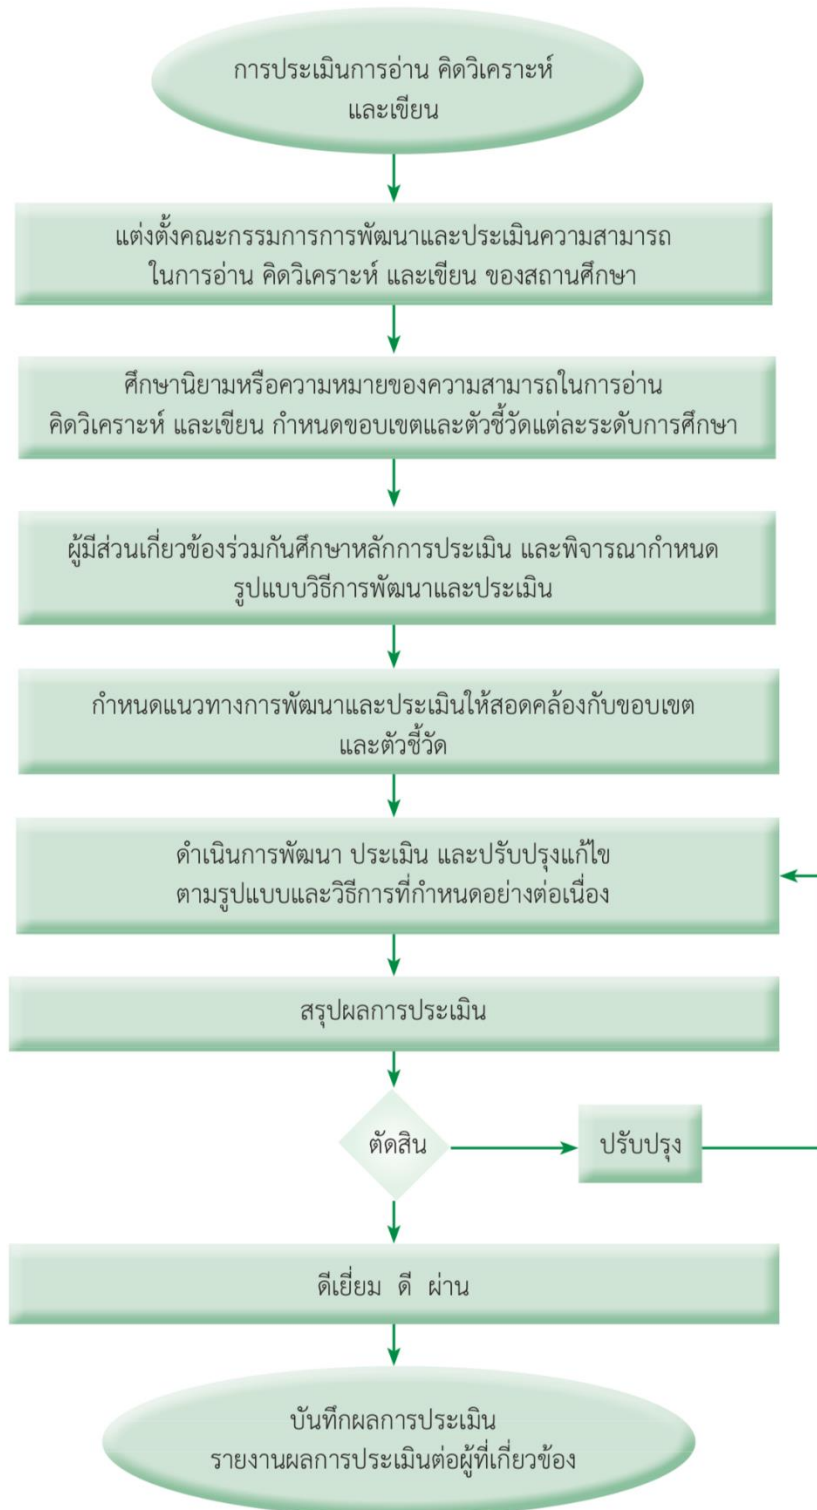 การประเมินการอ่าน คิดวิเคราะห์
และเขียน
แต่งตั้งคณะกรรมการการพัฒนาและประเมินความสามารถ
ในการอ่าน คิดวิเคราะห์ และเขียน ของสถานศึกษา
ศึกษานิยามหรือความหมายของความสามารถในการอ่าน
คิดวิเคราะห์ และเขียน กำหนดขอบเขตและตัวชี้วัดแต่ละระดับการศึกษา
ผู้มีส่วนเกี่ยวข้องร่วมกันศึกษาหลักการประเมิน และพิจารณากำหนด
รูปแบบวิธีการพัฒนาและประเมิน
กำหนดแนวทางการพัฒนาและประเมินให้สอดคล้องกับขอบเขต
และตัวชี้วัด
ดำเนินการพัฒนา ประเมิน และปรับปรุงแก้ไข
ตามรูปแบบและวิธีการที่กำหนดอย่างต่อเนื่อง
สรุปผลการประเมิน
ตัดสิน
ปรับปรุง
ดีเยี่ยม ดี ผ่าน
บันทึกผลการประเมิน
รายงานผลการประเมินต่อผู้ที่เกี่ยวข้อง